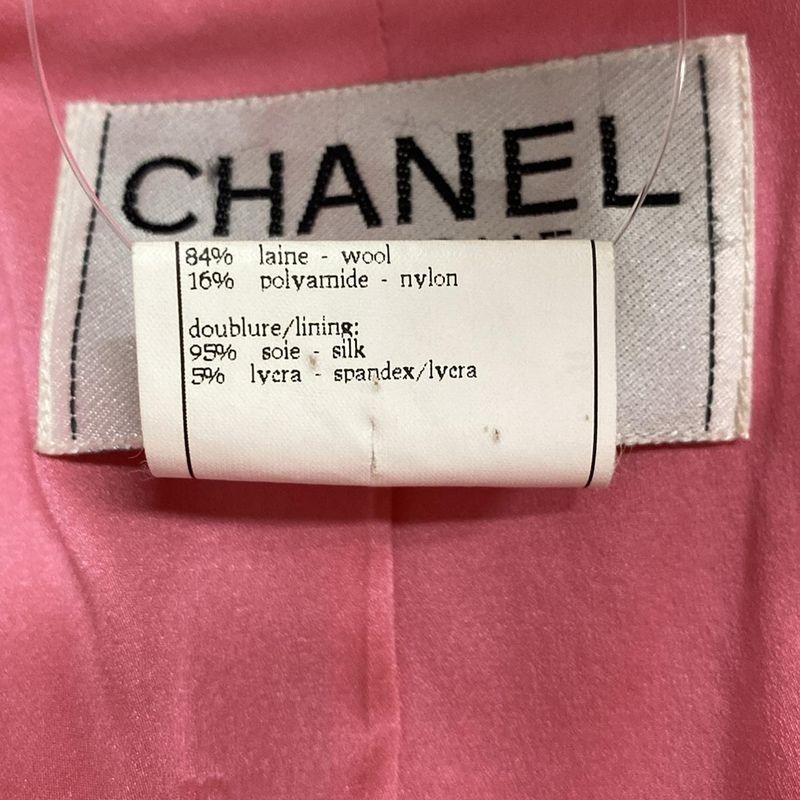 CHANEL
84% laine - wool
16% polyamide - nylon
doublure/lining:
95% soie - silk
5% lycra - spandex/lycra